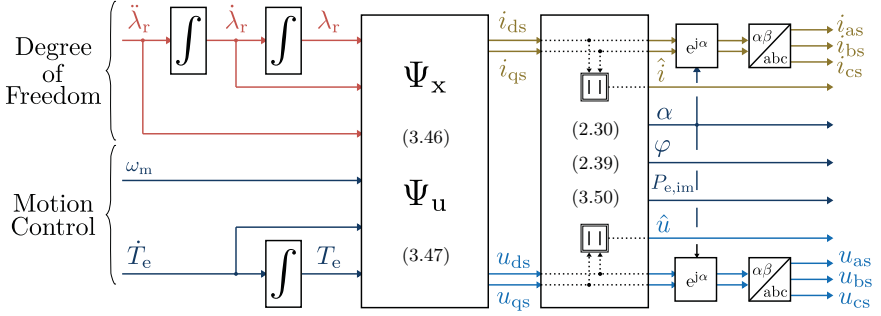 Degree
of
Freedom
Motion
Control
λ̈r
∫
λ̇r
∫
λr
ωm
Ṫe
∫
Te
Ψx
(3.46)
Ψu
(3.47)
ids
iqs
uds
uqs
| |
(2.30)
(2.39)
(3.50)
| |
e^jα
αβ
abc
ias
ibs
ics
î
α
φ
Pe,im
û
e^jα
αβ
abc
uas
ubs
ucs